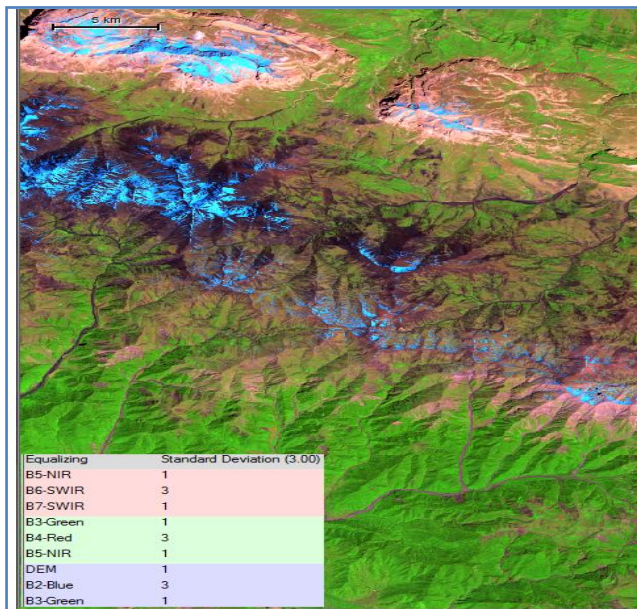 5 km
Equalizing Standard Deviation (3.00)
B5-NIR 1
B6-SWIR 3
B7-SWIR 1
B3-Green 1
B4-Red 3
B5-NIR 1
DEM 1
B2-Blue 3
B3-Green 1